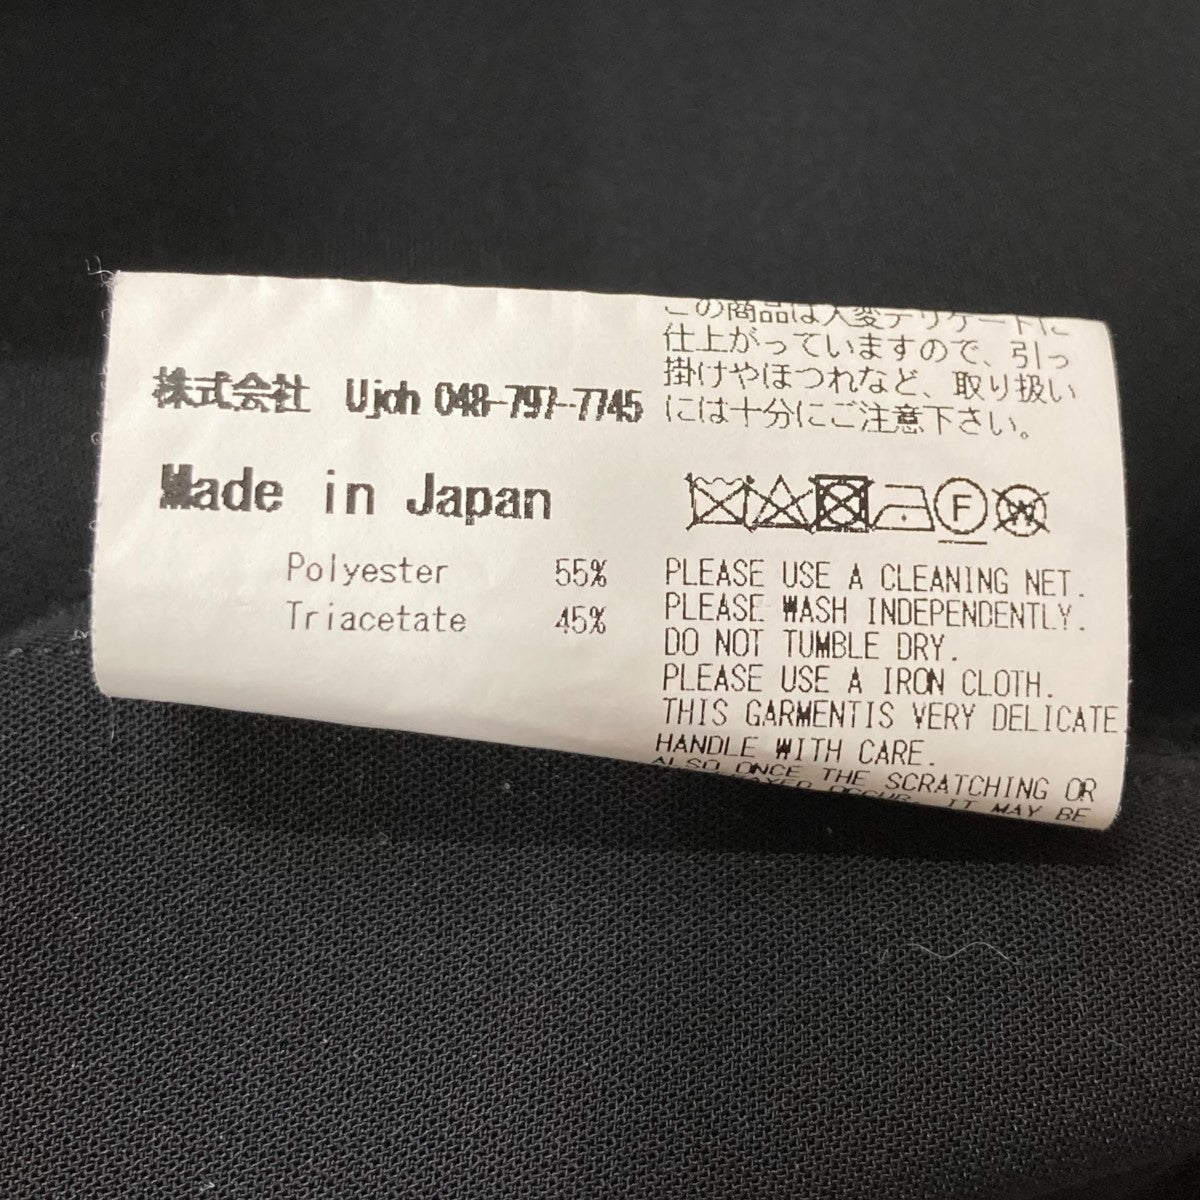 株式会社 Ujoh 048-797-7745
Made in Japan
Polyester 55%
Triacetate 45%
この商品は大変デリケートに
仕上がっていますので、引っ
掛けやほつれなど、取り扱い
には十分にご注意下さい。
F W
PLEASE USE A CLEANING NET.
PLEASE WASH INDEPENDENTLY.
DO NOT TUMBLE DRY.
PLEASE USE A IRON CLOTH.
THIS GARMENTIS VERY DELICATE
HANDLE WITH CARE.
ALSO ONCE THE SCRATCHING OR
OCCUR, IT MAY BE